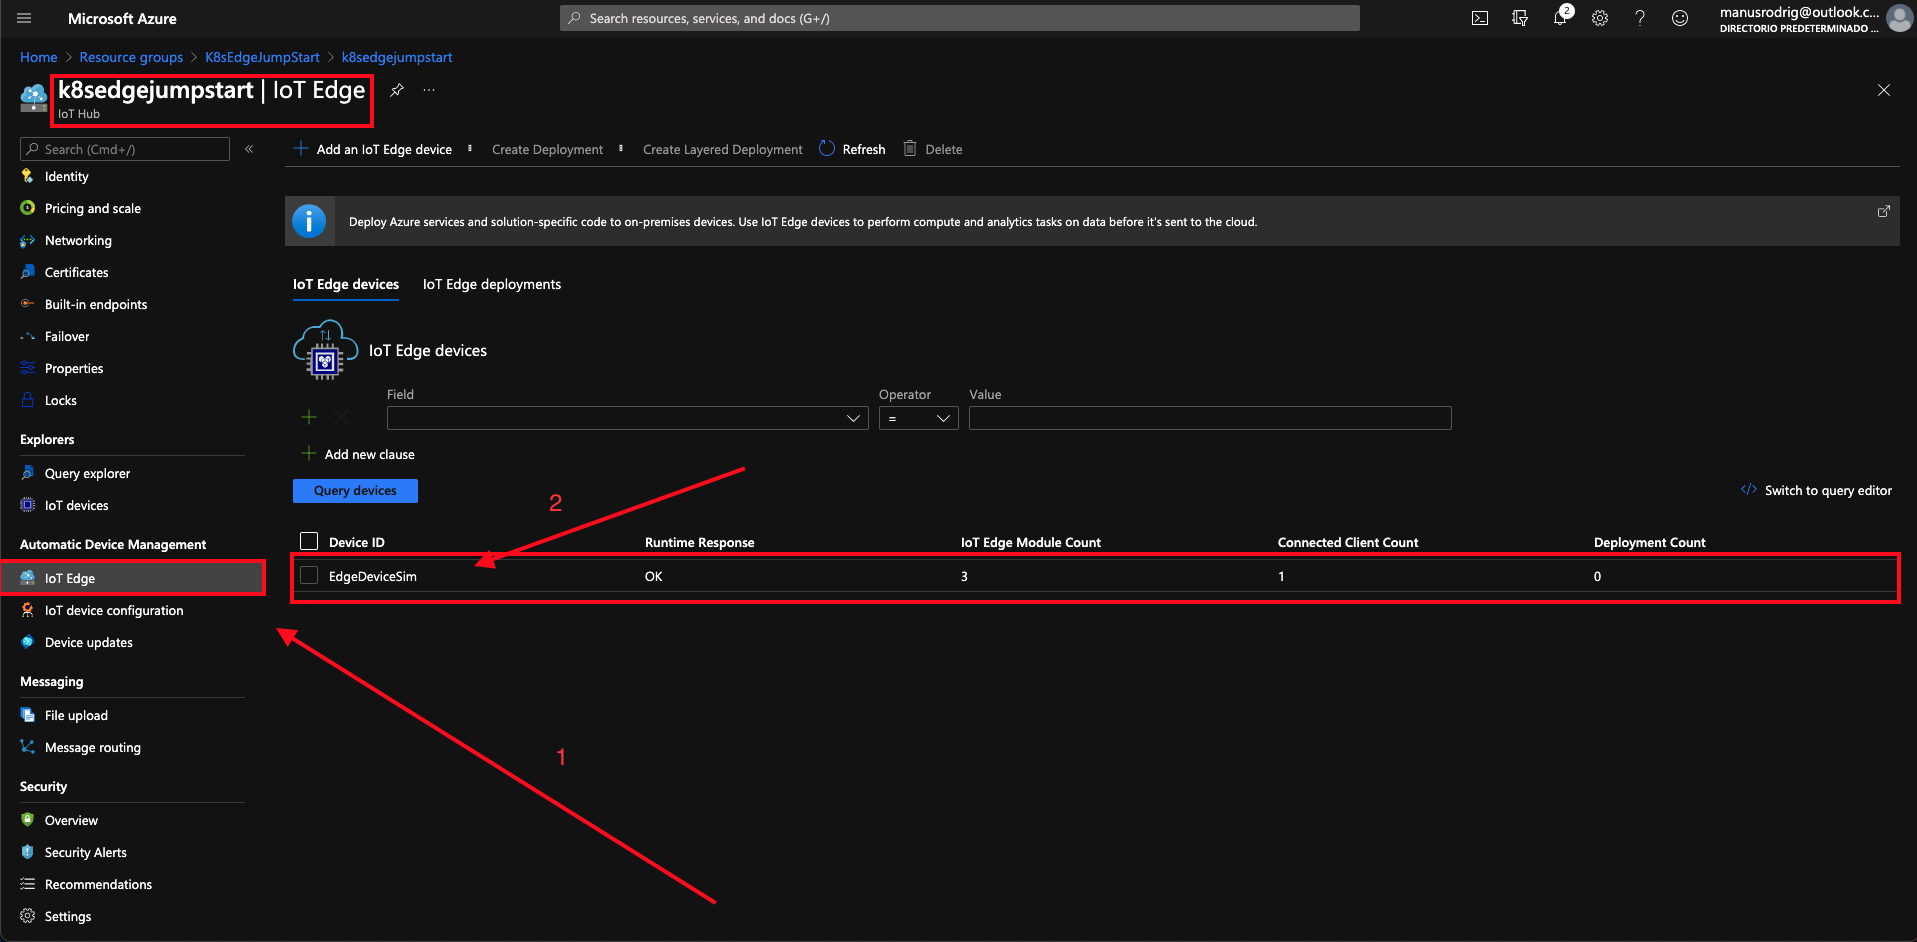 Microsoft Azure
Search resources, services, and docs (G+/)
2
manusrodrig@outlook.c...
DIRECTORIO PREDETERMINADO ...
Home > Resource groups > K8sEdgeJumpStart > k8sedgejumpstart
k8sedgejumpstart | IoT Edge
...
IoT Hub
Search (Cmd+/)
«
Add an IoT Edge device
Create Deployment
Create Layered Deployment
Refresh
Delete
Identity
Pricing and scale
Networking
Certificates
Built-in endpoints
Failover
Properties
Locks
Explorers
Query explorer
IoT devices
Automatic Device Management
IoT Edge
IoT device configuration
Device updates
Messaging
File upload
Message routing
Security
Overview
Security Alerts
Recommendations
Settings
Deploy Azure services and solution-specific code to on-premises devices. Use IoT Edge devices to perform compute and analytics tasks on data before it's sent to the cloud.
IoT Edge devices
IoT Edge deployments
IoT Edge devices
Field Operator Value
=
Add new clause
Query devices
Switch to query editor
2
Device ID Runtime Response IoT Edge Module Count Connected Client Count Deployment Count
EdgeDeviceSim OK 3 1 0
1